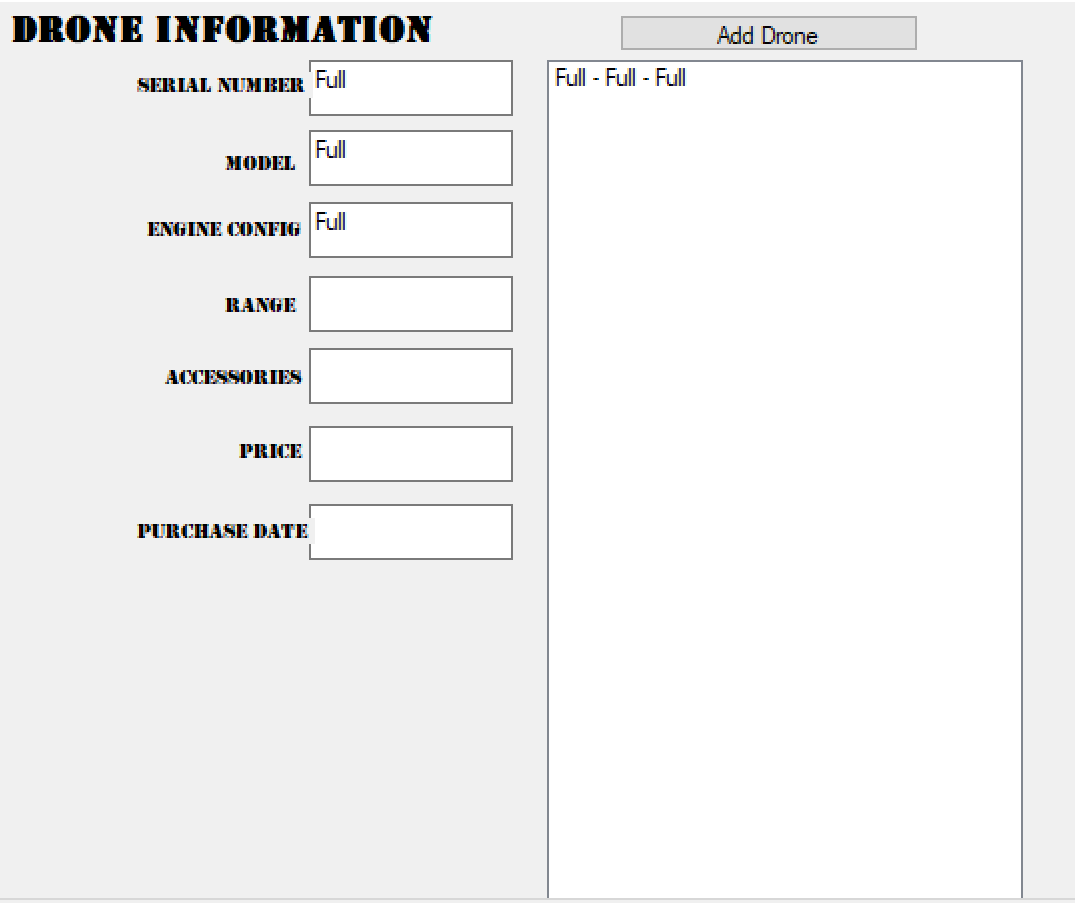 DRONE INFORMATION
Add Drone
SERIAL NUMBER Full
Full - Full - Full
MODEL Full
ENGINE CONFIG Full
RANGE
ACCESSORIES
PRICE
PURCHASE DATE